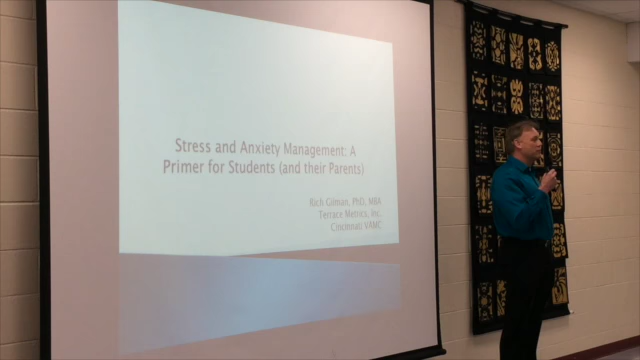 Stress and Anxiety Management: A
Primer for Students (and their Parents)
Rich Gilman, PhD, MBA
Terrace Metrics, Inc.
Cincinnati VAMC